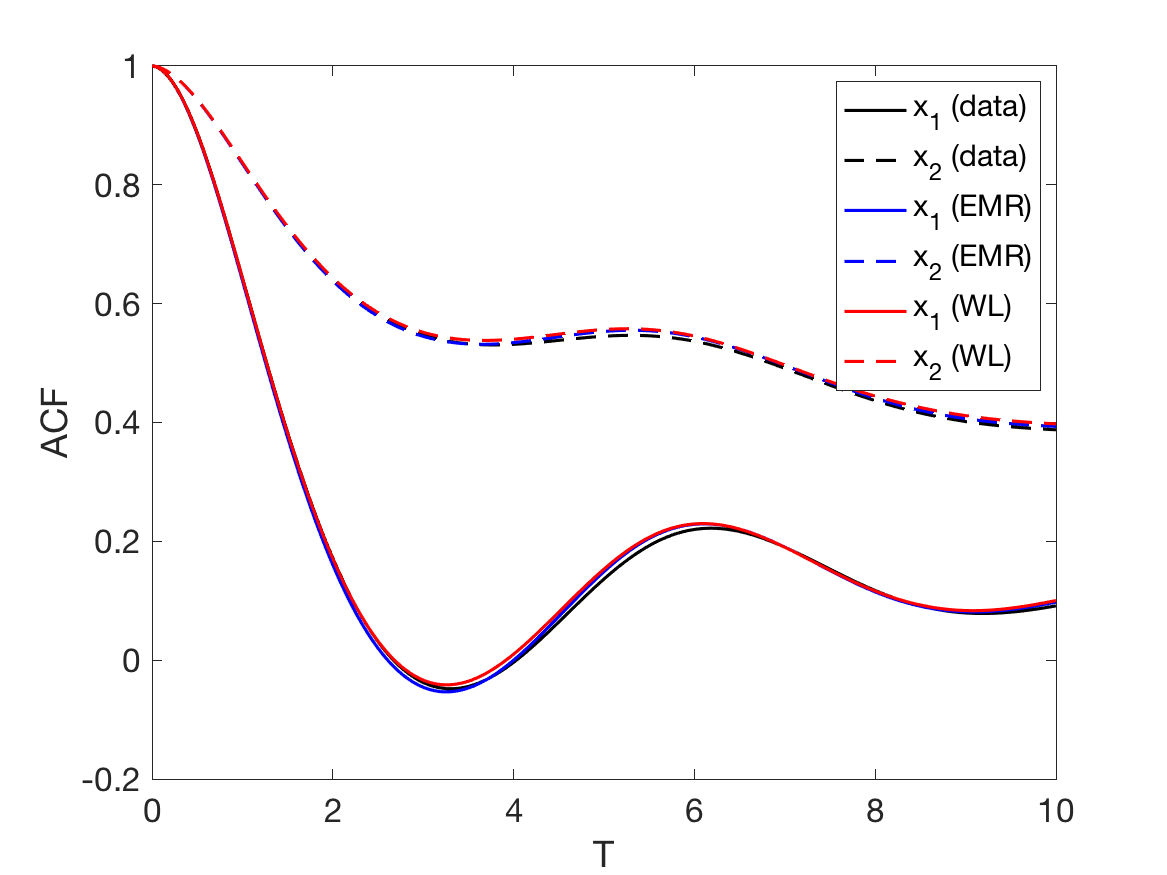 1
0.8
0.6
0.4
0.2
0
-0.2
0 2 4 6 8 10
T
ACF
x₁ (data)
x₂ (data)
x₁ (EMR)
x₂ (EMR)
x₁ (WL)
x₂ (WL)